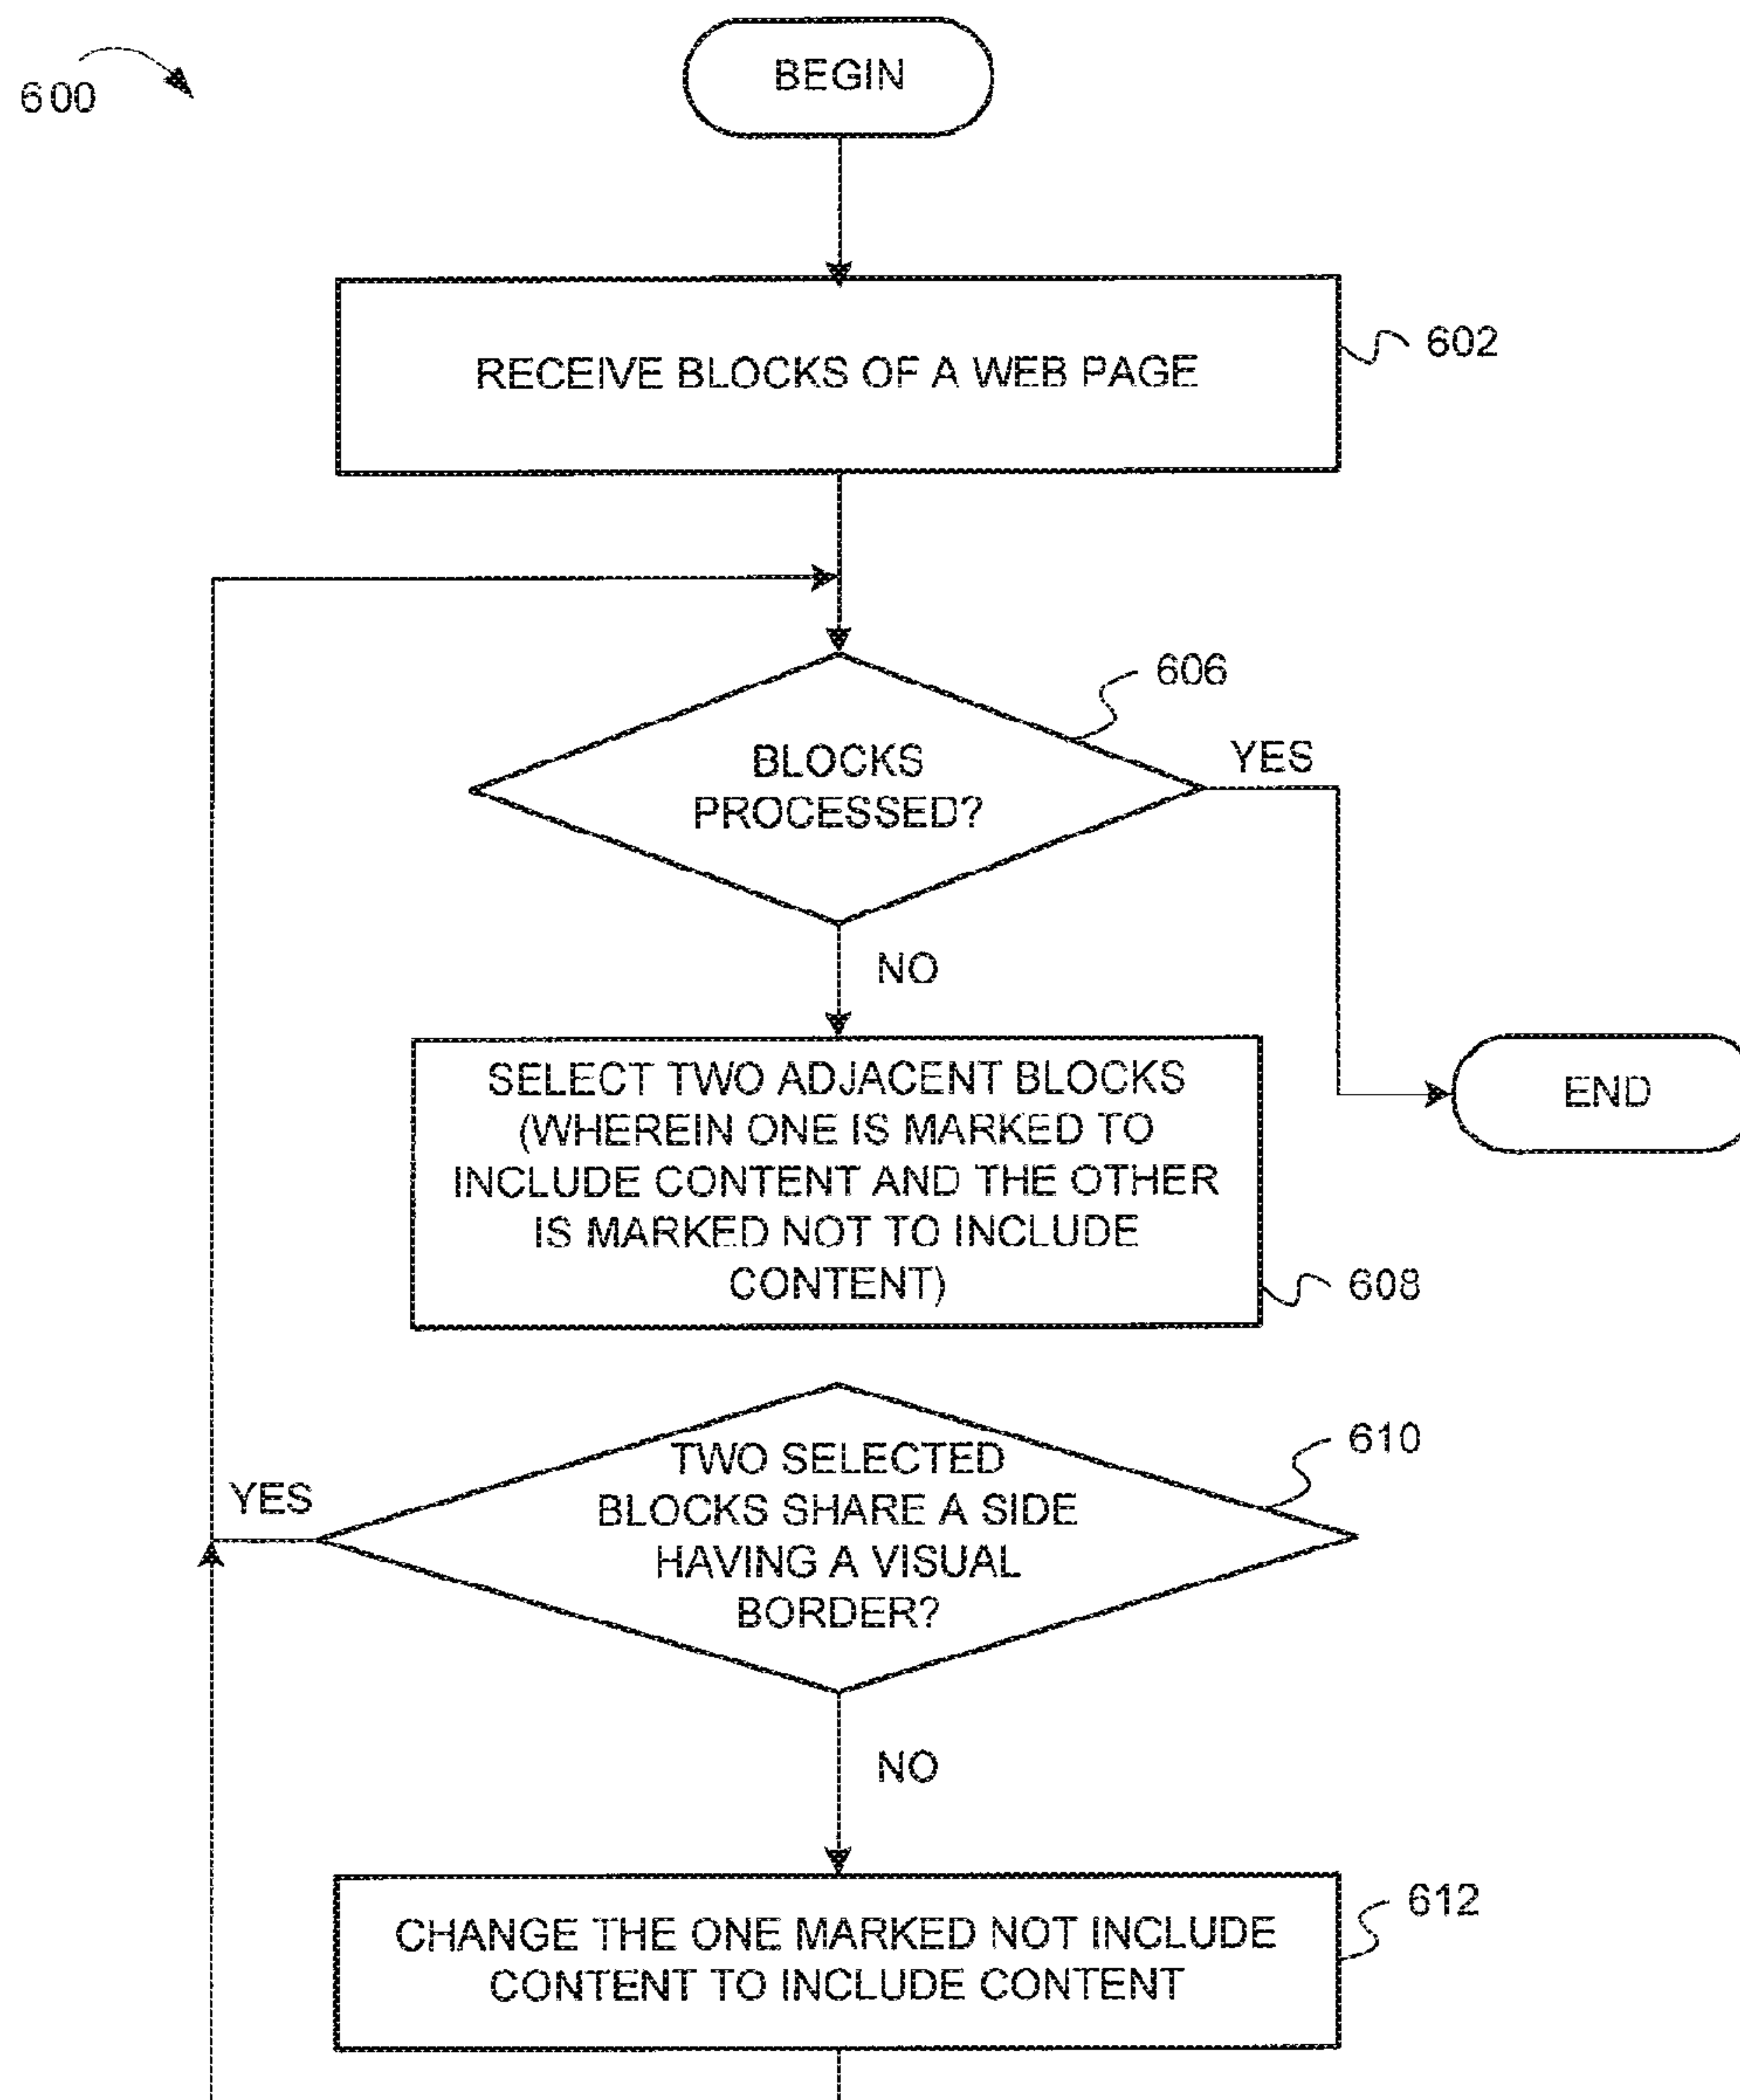 600
BEGIN
RECEIVE BLOCKS OF A WEB PAGE
602
606
BLOCKS
PROCESSED?
YES
NO
SELECT TWO ADJACENT BLOCKS
(WHEREIN ONE IS MARKED TO
INCLUDE CONTENT AND THE OTHER
IS MARKED NOT TO INCLUDE
CONTENT)
608
END
610
TWO SELECTED
BLOCKS SHARE A SIDE
HAVING A VISUAL
BORDER?
YES
NO
612
CHANGE THE ONE MARKED NOT INCLUDE
CONTENT TO INCLUDE CONTENT